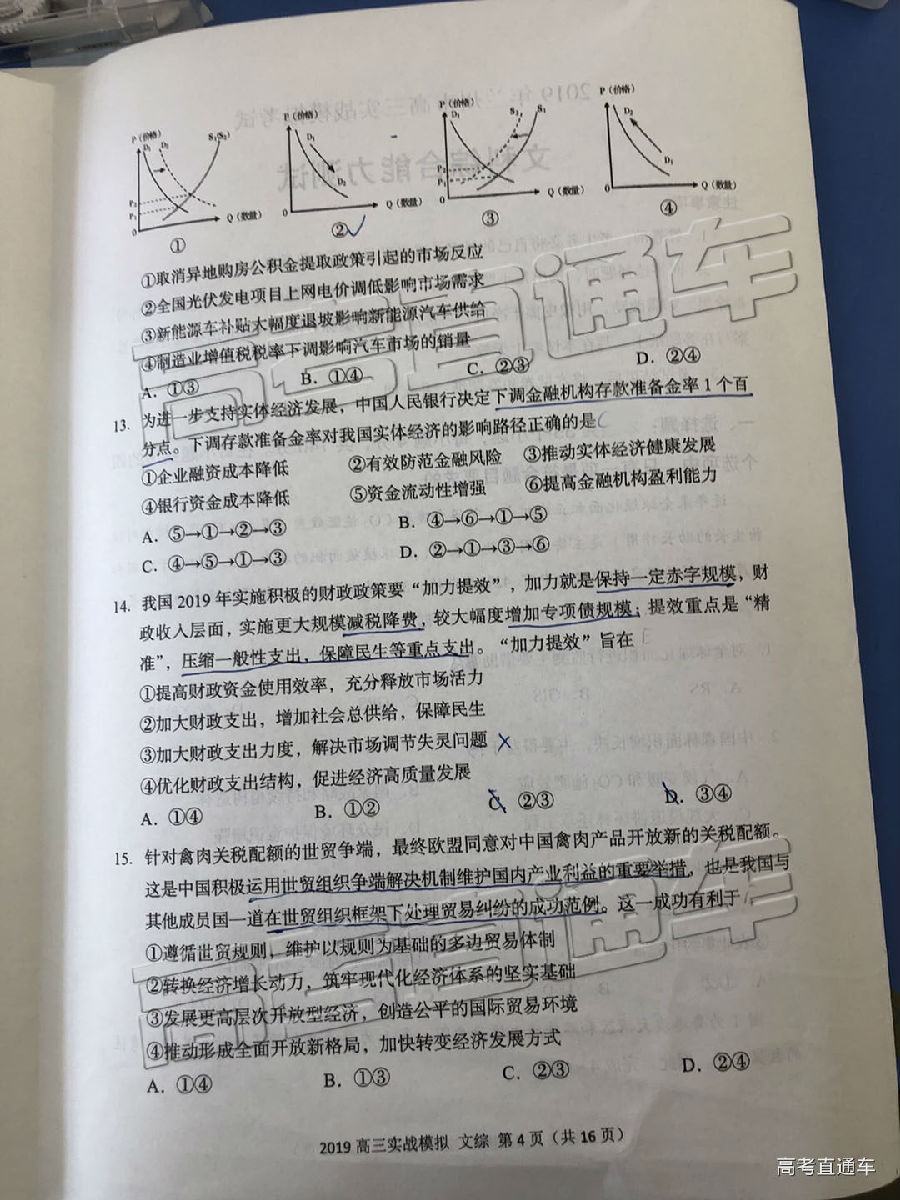 P（价格） P（价格） P（价格） P（价格）
D₁ D₂ S₁(S₂) D₁ D₁ S₂ S₁ D₂
P₂ D₂ P₁ D₁
P₁ P₂
0 Q（数量） 0 Q（数量） 0 Q（数量） 0 Q（数量）
① ② ③ ④
①取消异地购房公积金提取政策引起的市场反应
②全国光伏发电项目上网电价调低影响市场需求
③新能源车补贴大幅度退坡影响新能源汽车供给
④制造业增值税税率下调影响汽车市场的销量
A．①③ B．①④ C．②③ D．②④
13．为进一步支持实体经济发展，中国人民银行决定下调金融机构存款准备金率 1 个百
分点。下调存款准备金率对我国实体经济的影响路径正确的是
①企业融资成本降低 ②有效防范金融风险 ③推动实体经济健康发展
④银行资金成本降低 ⑤资金流动性增强 ⑥提高金融机构盈利能力
A．⑤→①→②→③ B．④→⑥→①→⑤
C．④→⑤→①→③ D．②→①→③→⑥
14．我国 2019 年实施积极的财政政策要“加力提效”，加力就是保持一定赤字规模，财
政收入层面，实施更大规模减税降费，较大幅度增加专项债规模；提效重点是“精
准”，压缩一般性支出，保障民生等重点支出。“加力提效”旨在
①提高财政资金使用效率，充分释放市场活力
②加大财政支出，增加社会总供给，保障民生
③加大财政支出力度，解决市场调节失灵问题
④优化财政支出结构，促进经济高质量发展
A．①④ B．①② C．②③ D．③④
15．针对禽肉关税配额的世贸争端，最终欧盟同意对中国禽肉产品开放新的关税配额。
这是中国积极运用世贸组织争端解决机制维护国内产业利益的重要举措，也是我国与
其他成员国一道在世贸组织框架下处理贸易纠纷的成功范例。这一成功有利于
①遵循世贸规则，维护以规则为基础的多边贸易体制
②转换经济增长动力，筑牢现代化经济体系的坚实基础
③发展更高层次开放型经济，创造公平的国际贸易环境
④推动形成全面开放新格局，加快转变经济发展方式
A．①④ B．①③ C．②③ D．②④
2019 高三实战模拟 文综 第 4 页（共 16 页）
高考直通车
高考直通车
高考直通车